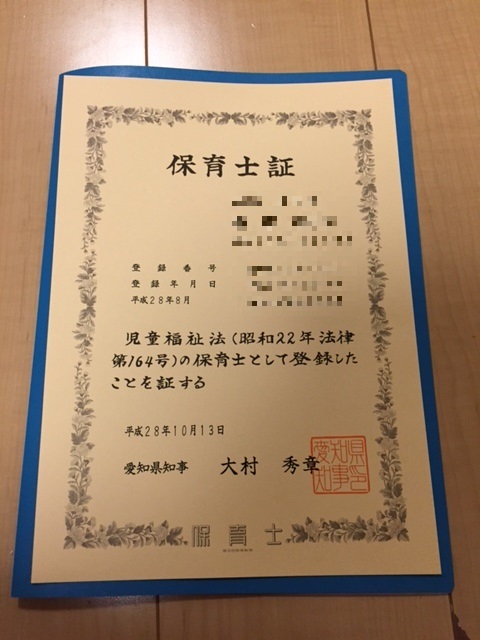 保育士証
登録番号
登録年月日
平成28年8月
児童福祉法(昭和22年法律
第164号)の保育士として登録した
ことを証する
平成28年10月13日
愛知県知事 大村 秀章
愛知県
知事印
保育士